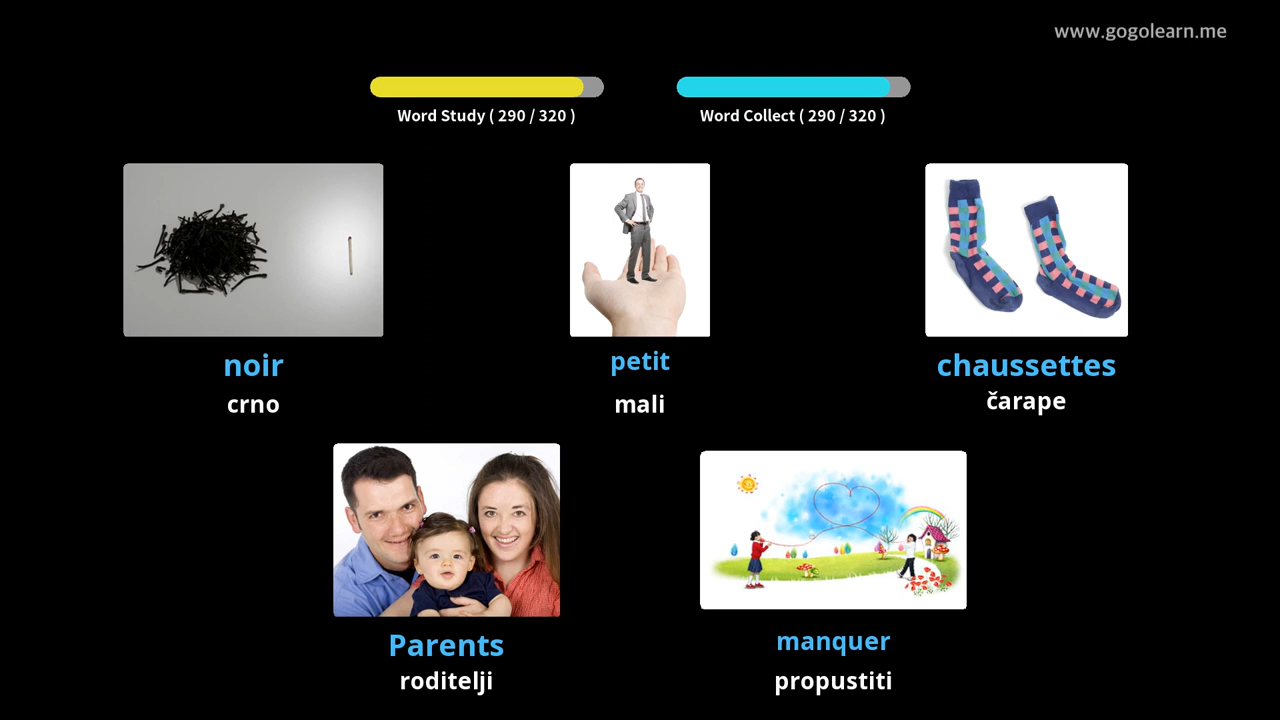 www.gogolearn.me
Word Study ( 290 / 320 )
Word Collect ( 290 / 320 )
noir
crno
petit
mali
chaussettes
čarape
Parents
roditelji
manquer
propustiti